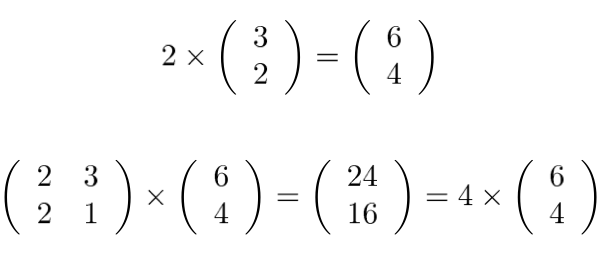 2 × ( 3 2 ) = ( 6 4 )
( 2 3 2 1 ) × ( 6 4 ) = ( 24 16 ) = 4 × ( 6 4 )